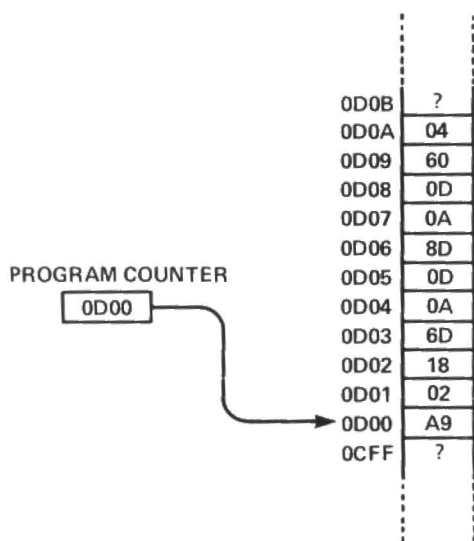 0D0B ?
0D0A 04
0D09 60
0D08 0D
0D07 0A
0D06 8D
0D05 0D
PROGRAM COUNTER
0D04 0A
0D00
0D03 6D
0D02 18
0D01 02
0D00 A9
0CFF ?